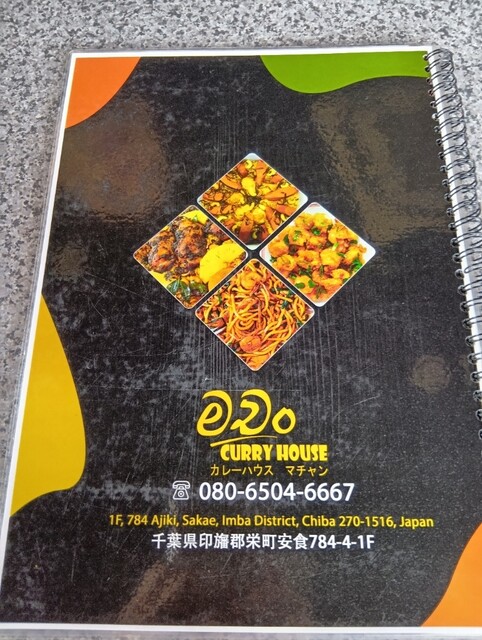 මචං
CURRY HOUSE
カレーハウス マチャン
☎ 080-6504-6667
1F, 784 Ajiki, Sakae, Imba District, Chiba 270-1516, Japan
千葉県印旛郡栄町安食784-4-1F